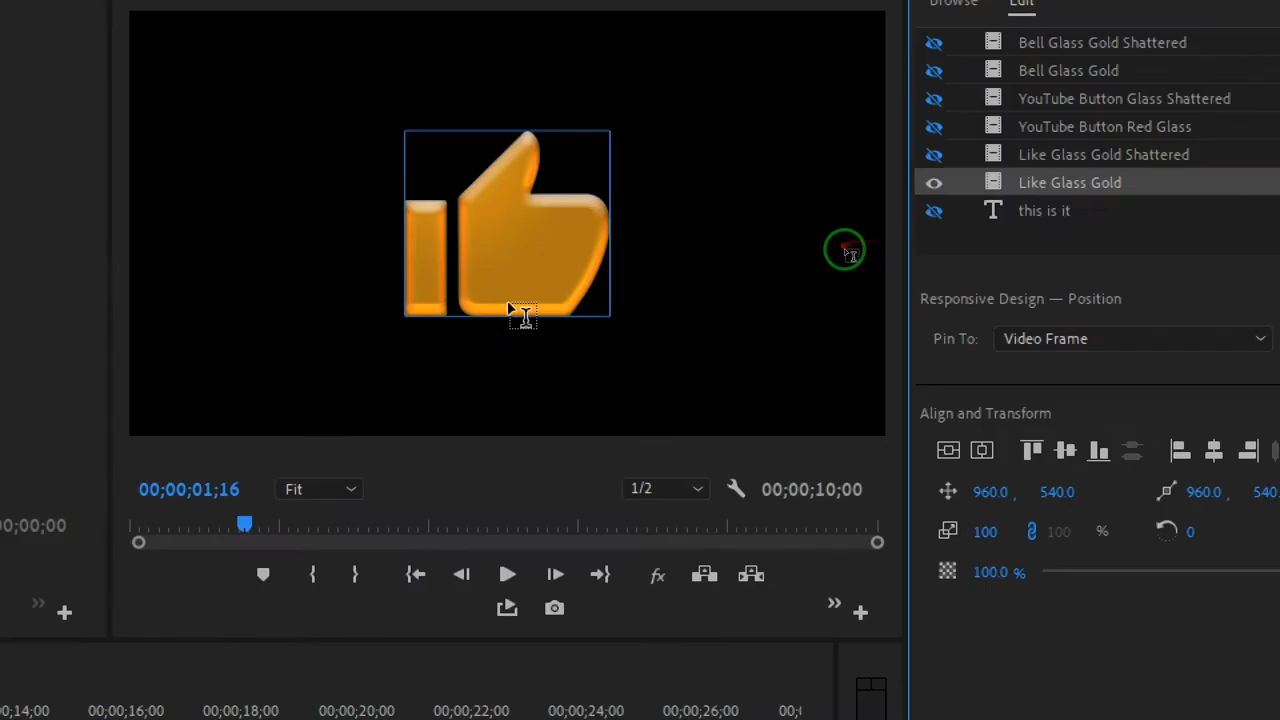 Browse Edit
Bell Glass Gold Shattered
Bell Glass Gold
YouTube Button Glass Shattered
YouTube Button Red Glass
Like Glass Gold Shattered
Like Glass Gold
this is it
Responsive Design — Position
Pin To: Video Frame
Align and Transform
960.0 , 540.0 960.0 , 540.
100 100 % 0
100.0 %
00;00;01;16 Fit 1/2 00;00;10;00
00;00;00
fx
00;14;00 00;00;16;00 00;00;18;00 00;00;20;00 00;00;22;00 00;00;24;00 00;00;26;00